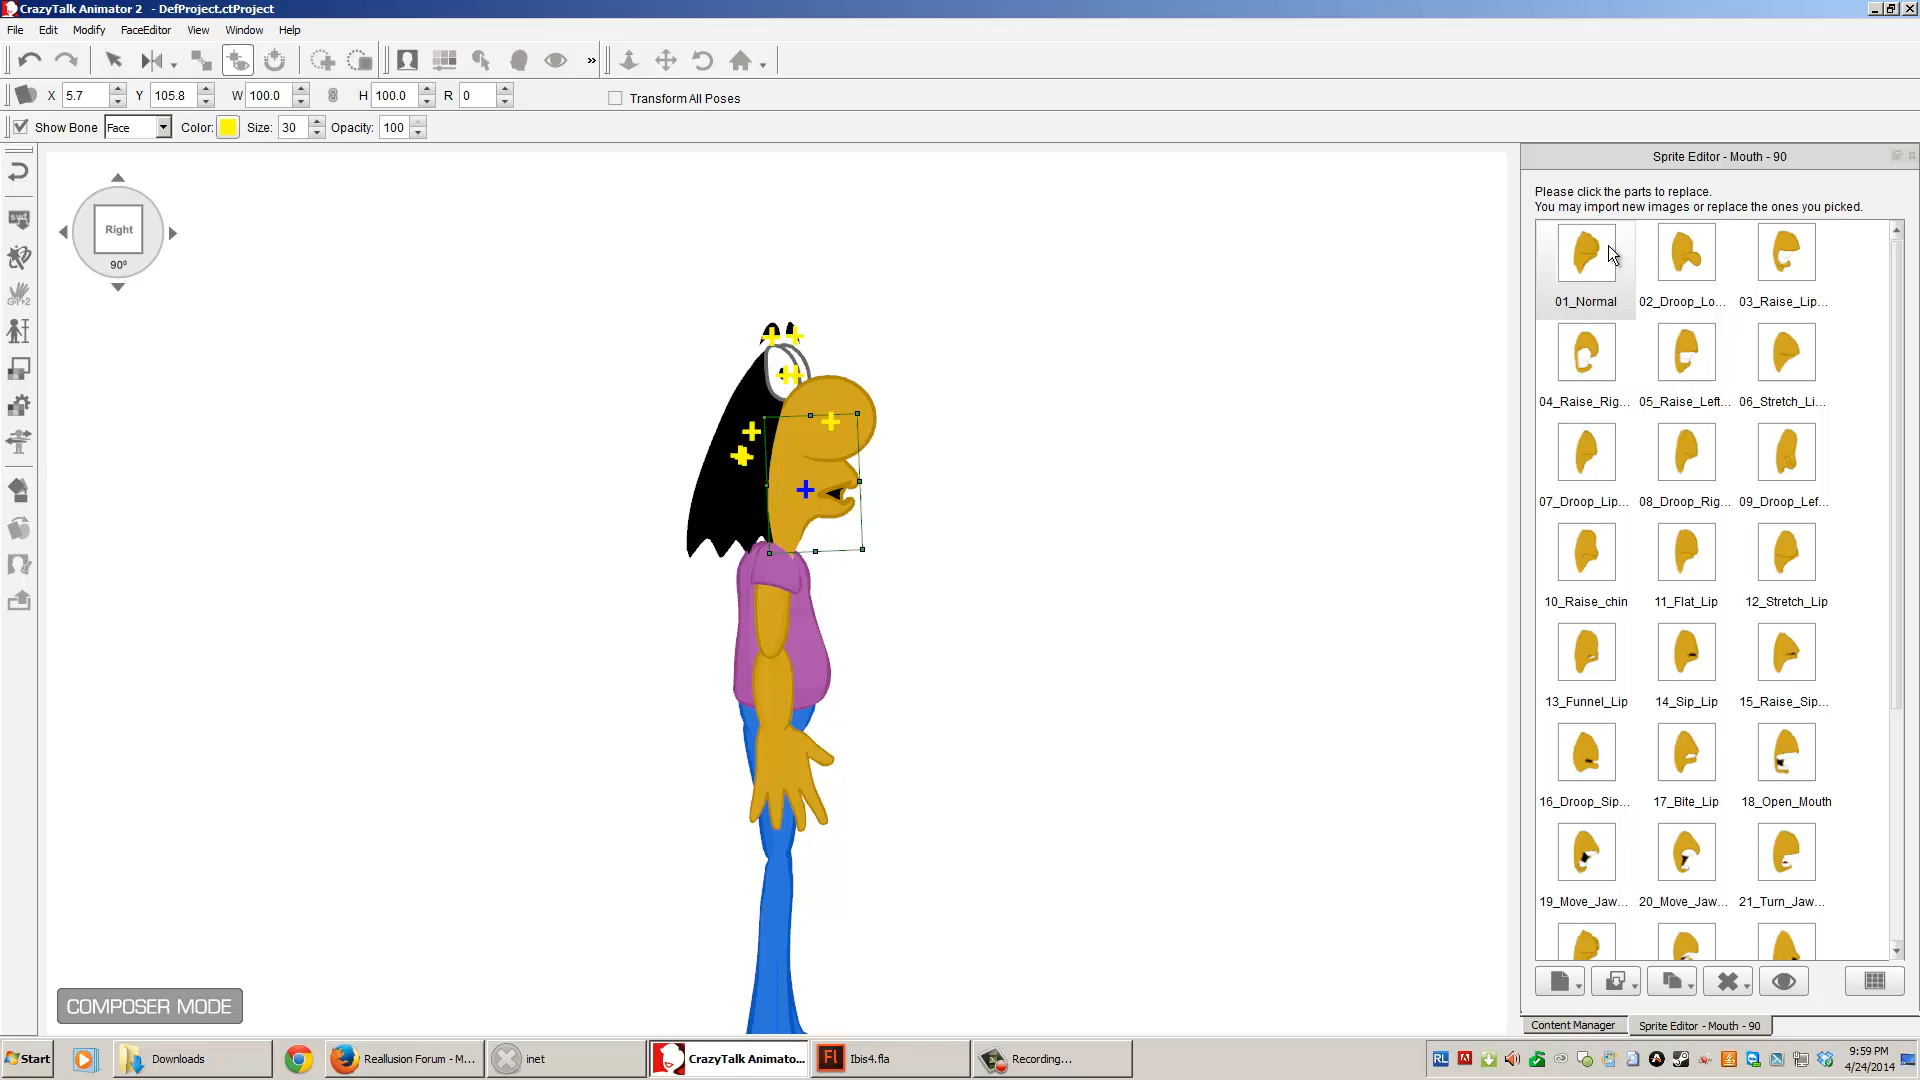 CrazyTalk Animator 2 - DefProject.ctProject
File Edit Modify FaceEditor View Window Help
X 5.7 Y 105.8 W 100.0 H 100.0 R 0 Transform All Poses
Show Bone Face Color: Size: 30 Opacity: 100
Right
90º
COMPOSER MODE
Sprite Editor - Mouth - 90
Please click the parts to replace.
You may import new images or replace the ones you picked.
01_Normal 02_Droop_Lo... 03_Raise_Lip...
04_Raise_Rig... 05_Raise_Left... 06_Stretch_Li...
07_Droop_Lip... 08_Droop_Rig... 09_Droop_Left...
10_Raise_chin 11_Flat_Lip 12_Stretch_Lip
13_Funnel_Lip 14_Sip_Lip 15_Raise_Sip...
16_Droop_Sip... 17_Bite_Lip 18_Open_Mouth
19_Move_Jaw... 20_Move_Jaw... 21_Turn_Jaw...
Content Manager Sprite Editor - Mouth - 90
Start Downloads Reallusion Forum - M... inet CrazyTalk Animato... Fl Ibis4.fla Recording... RL 9:59 PM
4/24/2014